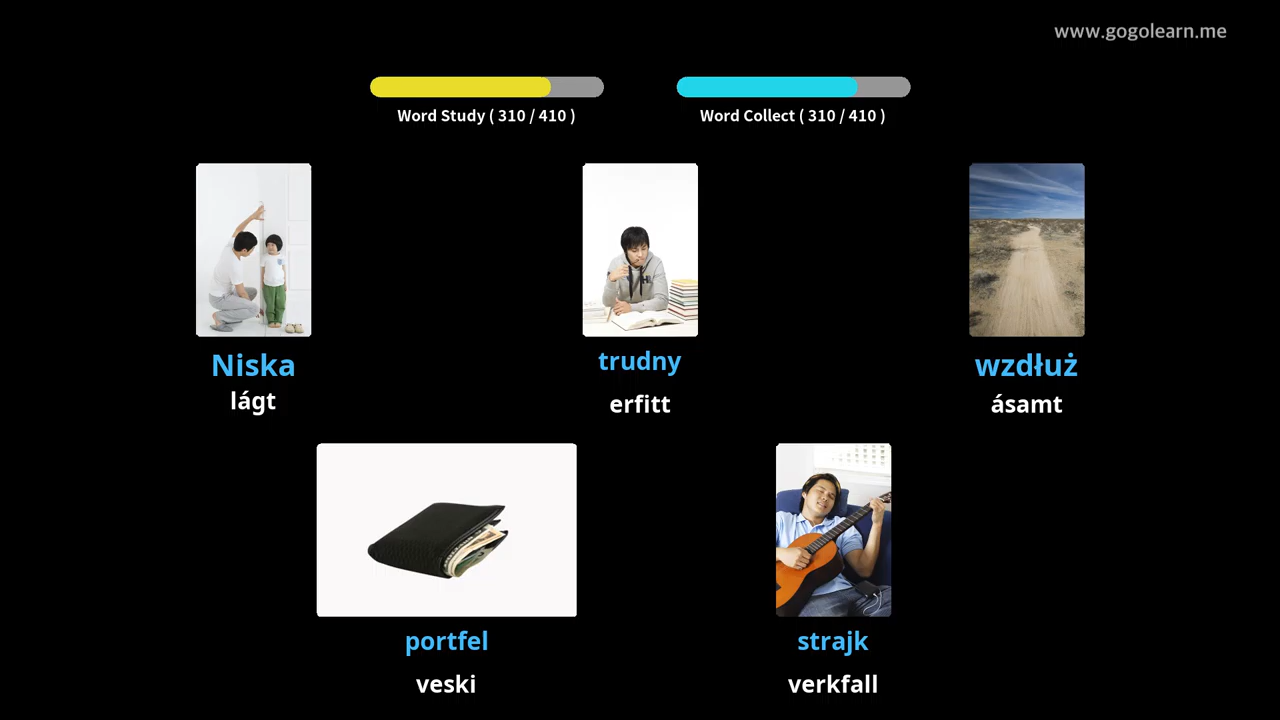 www.gogolearn.me
Word Study ( 310 / 410 )
Word Collect ( 310 / 410 )
Niska
trudny
wzdłuż
lágt
erfitt
ásamt
portfel
strajk
veski
verkfall